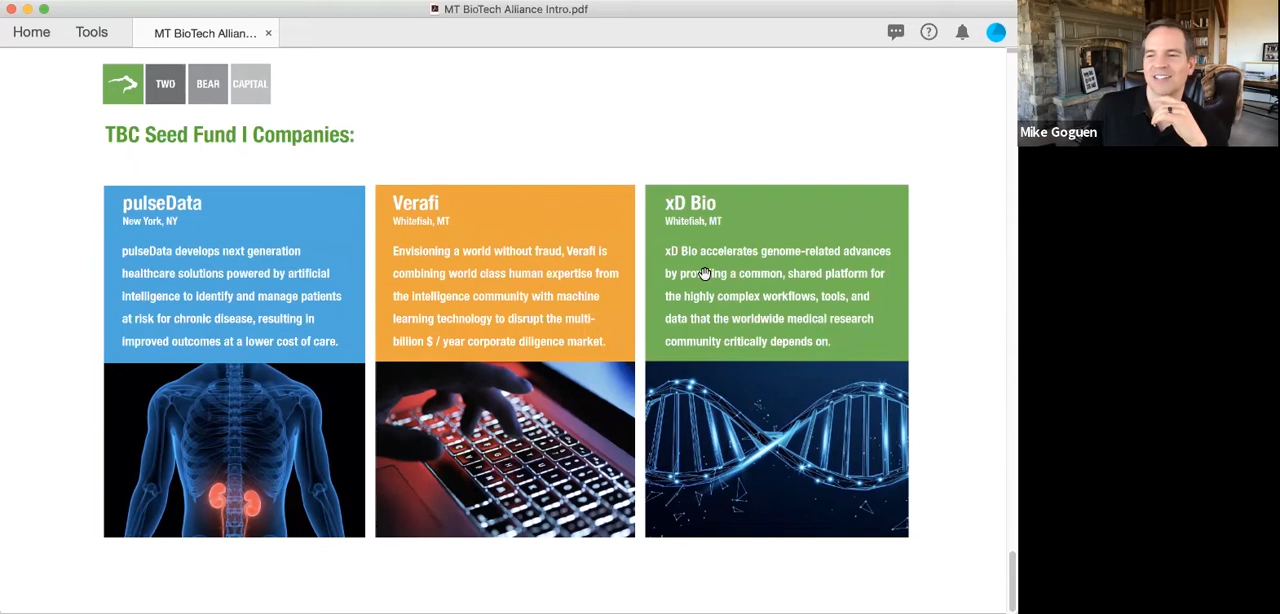 MT BioTech Alliance Intro.pdf
Home
Tools
MT BioTech Allian... ×
?
TWO
BEAR
CAPITAL
Mike Goguen
TBC Seed Fund I Companies:
pulseData
New York, NY
pulseData develops next generation
healthcare solutions powered by artificial
intelligence to identify and manage patients
at risk for chronic disease, resulting in
improved outcomes at a lower cost of care.
Verafi
Whitefish, MT
Envisioning a world without fraud, Verafi is
combining world class human expertise from
the intelligence community with machine
learning technology to disrupt the multi-
billion $ / year corporate diligence market.
xD Bio
Whitefish, MT
xD Bio accelerates genome-related advances
by providing a common, shared platform for
the highly complex workflows, tools, and
data that the worldwide medical research
community critically depends on.